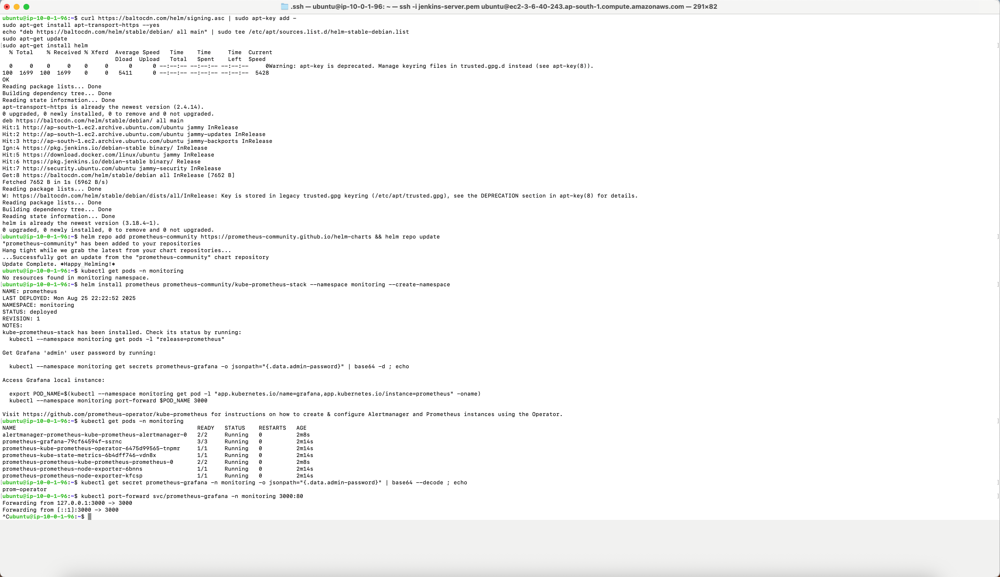 .ssh — ubuntu@ip-10-0-1-96: ~ — ssh -i jenkins-server.pem ubuntu@ec2-3-6-40-243.ap-south-1.compute.amazonaws.com — 291×82
ubuntu@ip-10-0-1-96:~$ curl https://baltocdn.com/helm/signing.asc | sudo apt-key add -
sudo apt-get install apt-transport-https --yes
echo "deb https://baltocdn.com/helm/stable/debian/ all main" | sudo tee /etc/apt/sources.list.d/helm-stable-debian.list
sudo apt-get update
[sudo apt-get install helm ]
  % Total    % Received % Xferd  Average Speed   Time    Time     Time  Current
                                 Dload  Upload   Total   Spent    Left  Speed
  0     0    0     0    0     0      0      0 --:--:-- --:--:-- --:--:--     0Warning: apt-key is deprecated. Manage keyring files in trusted.gpg.d instead (see apt-key(8)).
100  1699  100  1699    0     0   5411      0 --:--:-- --:--:-- --:--:--  5428
OK
Reading package lists... Done
Building dependency tree... Done
Reading state information... Done
apt-transport-https is already the newest version (2.4.14).
0 upgraded, 0 newly installed, 0 to remove and 0 not upgraded.
deb https://baltocdn.com/helm/stable/debian/ all main
Hit:1 http://ap-south-1.ec2.archive.ubuntu.com/ubuntu jammy InRelease
Hit:2 http://ap-south-1.ec2.archive.ubuntu.com/ubuntu jammy-updates InRelease
Hit:3 http://ap-south-1.ec2.archive.ubuntu.com/ubuntu jammy-backports InRelease
Ign:4 https://pkg.jenkins.io/debian-stable binary/ InRelease
Hit:5 https://download.docker.com/linux/ubuntu jammy InRelease
Hit:6 https://pkg.jenkins.io/debian-stable binary/ Release
Hit:7 http://security.ubuntu.com/ubuntu jammy-security InRelease
Get:8 https://baltocdn.com/helm/stable/debian all InRelease [7652 B]
Fetched 7652 B in 1s (5962 B/s)
Reading package lists... Done
W: https://baltocdn.com/helm/stable/debian/dists/all/InRelease: Key is stored in legacy trusted.gpg keyring (/etc/apt/trusted.gpg), see the DEPRECATION section in apt-key(8) for details.
Reading package lists... Done
Building dependency tree... Done
Reading state information... Done
helm is already the newest version (3.18.4-1).
0 upgraded, 0 newly installed, 0 to remove and 0 not upgraded.
[ubuntu@ip-10-0-1-96:~$ helm repo add prometheus-community https://prometheus-community.github.io/helm-charts && helm repo update ]
"prometheus-community" has been added to your repositories
Hang tight while we grab the latest from your chart repositories...
...Successfully got an update from the "prometheus-community" chart repository
Update Complete. ⎈Happy Helming!⎈
ubuntu@ip-10-0-1-96:~$ kubectl get pods -n monitoring
No resources found in monitoring namespace.
[ubuntu@ip-10-0-1-96:~$ helm install prometheus prometheus-community/kube-prometheus-stack --namespace monitoring --create-namespace ]
NAME: prometheus
LAST DEPLOYED: Mon Aug 25 22:22:52 2025
NAMESPACE: monitoring
STATUS: deployed
REVISION: 1
NOTES:
kube-prometheus-stack has been installed. Check its status by running:
  kubectl --namespace monitoring get pods -l "release=prometheus"
Get Grafana 'admin' user password by running:
  kubectl --namespace monitoring get secrets prometheus-grafana -o jsonpath="{.data.admin-password}" | base64 -d ; echo
Access Grafana local instance:
  export POD_NAME=$(kubectl --namespace monitoring get pod -l "app.kubernetes.io/name=grafana,app.kubernetes.io/instance=prometheus" -oname)
  kubectl --namespace monitoring port-forward $POD_NAME 3000
Visit https://github.com/prometheus-operator/kube-prometheus for instructions on how to create & configure Alertmanager and Prometheus instances using the Operator.
[ubuntu@ip-10-0-1-96:~$ kubectl get pods -n monitoring ]
NAME                                                     READY   STATUS    RESTARTS   AGE
alertmanager-prometheus-kube-prometheus-alertmanager-0   2/2     Running   0          2m8s
prometheus-grafana-79cf64594f-ssrnc                      3/3     Running   0          2m14s
prometheus-kube-prometheus-operator-6475d99565-tnpmr     1/1     Running   0          2m14s
prometheus-kube-state-metrics-6b4dff746-vdn8x            1/1     Running   0          2m14s
prometheus-prometheus-kube-prometheus-prometheus-0       2/2     Running   0          2m8s
prometheus-prometheus-node-exporter-6bnns                1/1     Running   0          2m14s
prometheus-prometheus-node-exporter-kfcsp                1/1     Running   0          2m14s
[ubuntu@ip-10-0-1-96:~$ kubectl get secret prometheus-grafana -n monitoring -o jsonpath="{.data.admin-password}" | base64 --decode ; echo ]
prom-operator
[ubuntu@ip-10-0-1-96:~$ kubectl port-forward svc/prometheus-grafana -n monitoring 3000:80 ]
Forwarding from 127.0.0.1:3000 -> 3000
Forwarding from [::1]:3000 -> 3000
^Cubuntu@ip-10-0-1-96:~$